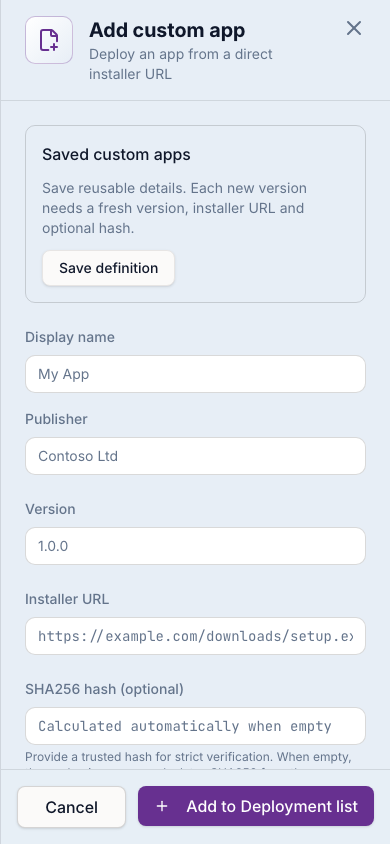 Add custom app
Deploy an app from a direct
installer URL
Saved custom apps
Save reusable details. Each new version
needs a fresh version, installer URL and
optional hash.
Save definition
Display name
My App
Publisher
Contoso Ltd
Version
1.0.0
Installer URL
https://example.com/downloads/setup.ex
SHA256 hash (optional)
Calculated automatically when empty
Provide a trusted hash for strict verification. When empty,
Cancel
+ Add to Deployment list